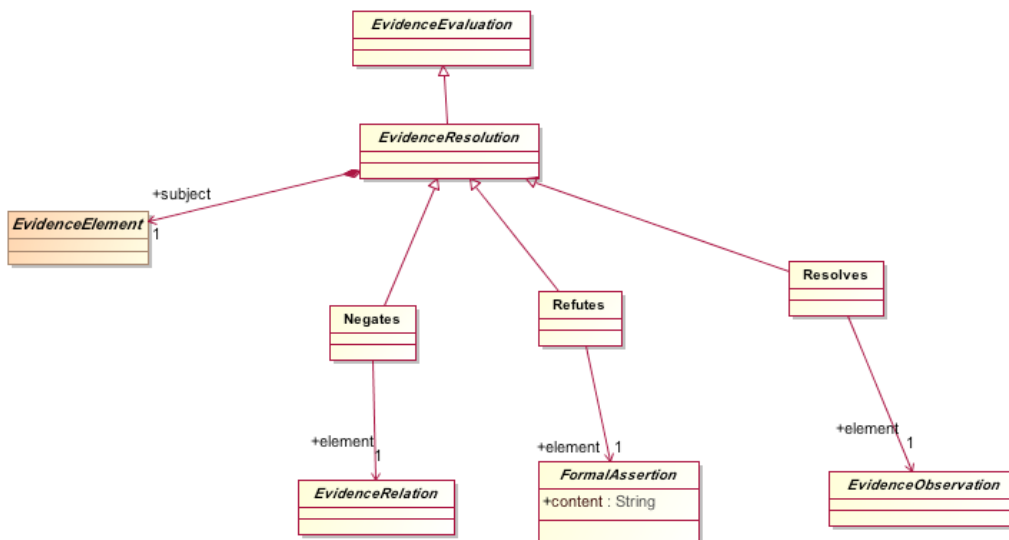 EvidenceEvaluation
EvidenceResolution
+subject
EvidenceElement
1
Resolves
Negates
Refutes
+element
1
+element
1
+element
1
EvidenceRelation
FormalAssertion
+content : String
EvidenceObservation